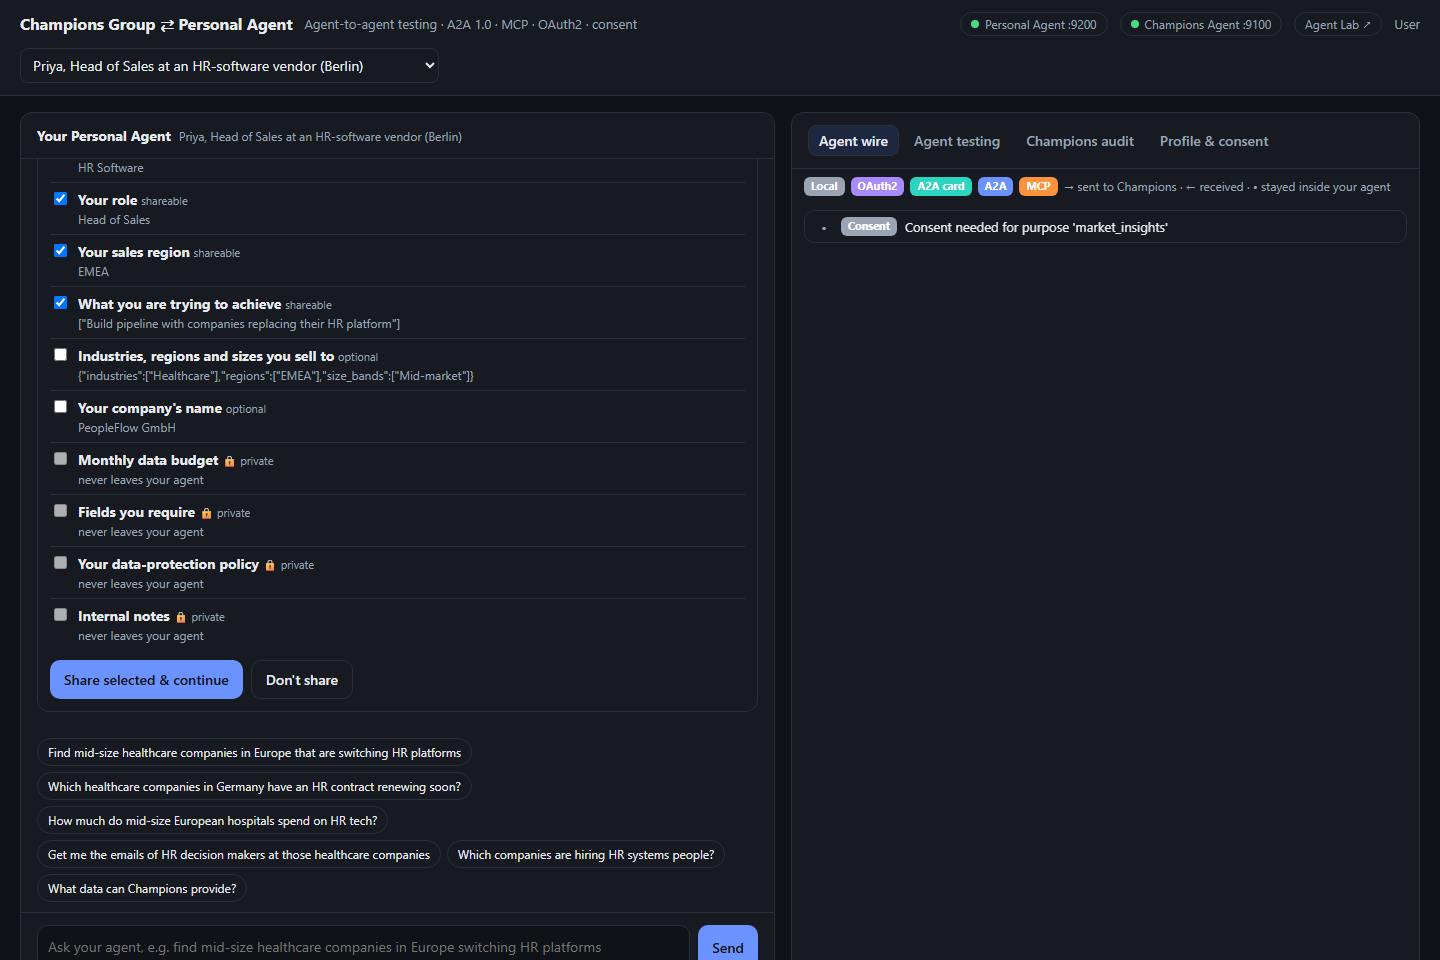 Champions Group ⇄ Personal Agent Agent-to-agent testing · A2A 1.0 · MCP · OAuth2 · consent
Personal Agent :9200 Champions Agent :9100 Agent Lab ↗ User
Priya, Head of Sales at an HR-software vendor (Berlin)
Your Personal Agent Priya, Head of Sales at an HR-software vendor (Berlin)
HR Software
Your role shareable
Head of Sales
Your sales region shareable
EMEA
What you are trying to achieve shareable
["Build pipeline with companies replacing their HR platform"]
Industries, regions and sizes you sell to optional
{"industries":["Healthcare"],"regions":["EMEA"],"size_bands":["Mid-market"]}
Your company's name optional
PeopleFlow GmbH
Monthly data budget 🔒 private
never leaves your agent
Fields you require 🔒 private
never leaves your agent
Your data-protection policy 🔒 private
never leaves your agent
Internal notes 🔒 private
never leaves your agent
Share selected & continue Don't share
Find mid-size healthcare companies in Europe that are switching HR platforms
Which healthcare companies in Germany have an HR contract renewing soon?
How much do mid-size European hospitals spend on HR tech?
Get me the emails of HR decision makers at those healthcare companies Which companies are hiring HR systems people?
What data can Champions provide?
Ask your agent, e.g. find mid-size healthcare companies in Europe switching HR platforms Send
Agent wire Agent testing Champions audit Profile & consent
Local OAuth2 A2A card A2A MCP → sent to Champions · ← received · • stayed inside your agent
• Consent Consent needed for purpose 'market_insights'